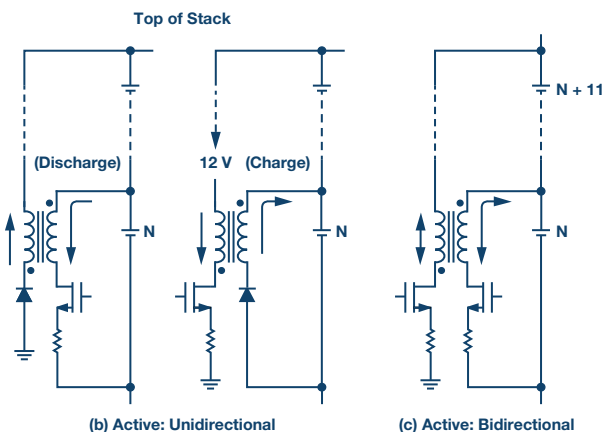 Top of Stack
N + 11
(Discharge)
12 V
(Charge)
N
N
N
(b) Active: Unidirectional
(c) Active: Bidirectional